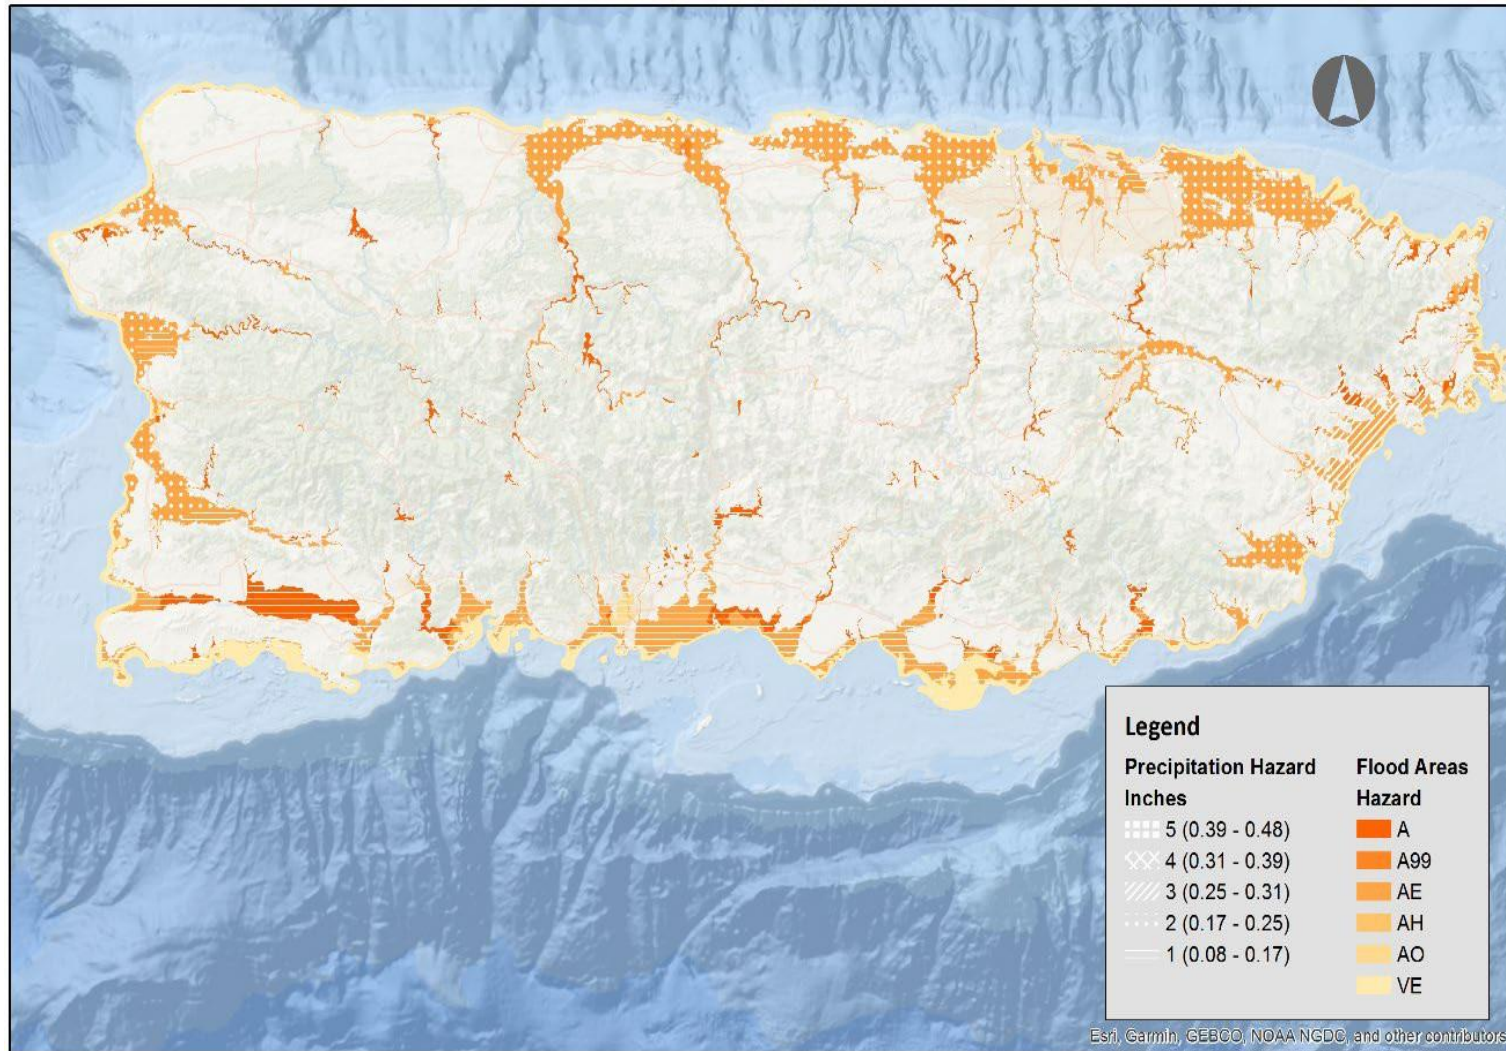 Legend
Precipitation Hazard
Inches
5 (0.39 - 0.48)
4 (0.31 - 0.39)
3 (0.25 - 0.31)
2 (0.17 - 0.25)
1 (0.08 - 0.17)
Flood Areas
Hazard
A
A99
AE
AH
AO
VE
Esri, Garmin, GEBCO, NOAA NGDC, and other contributors